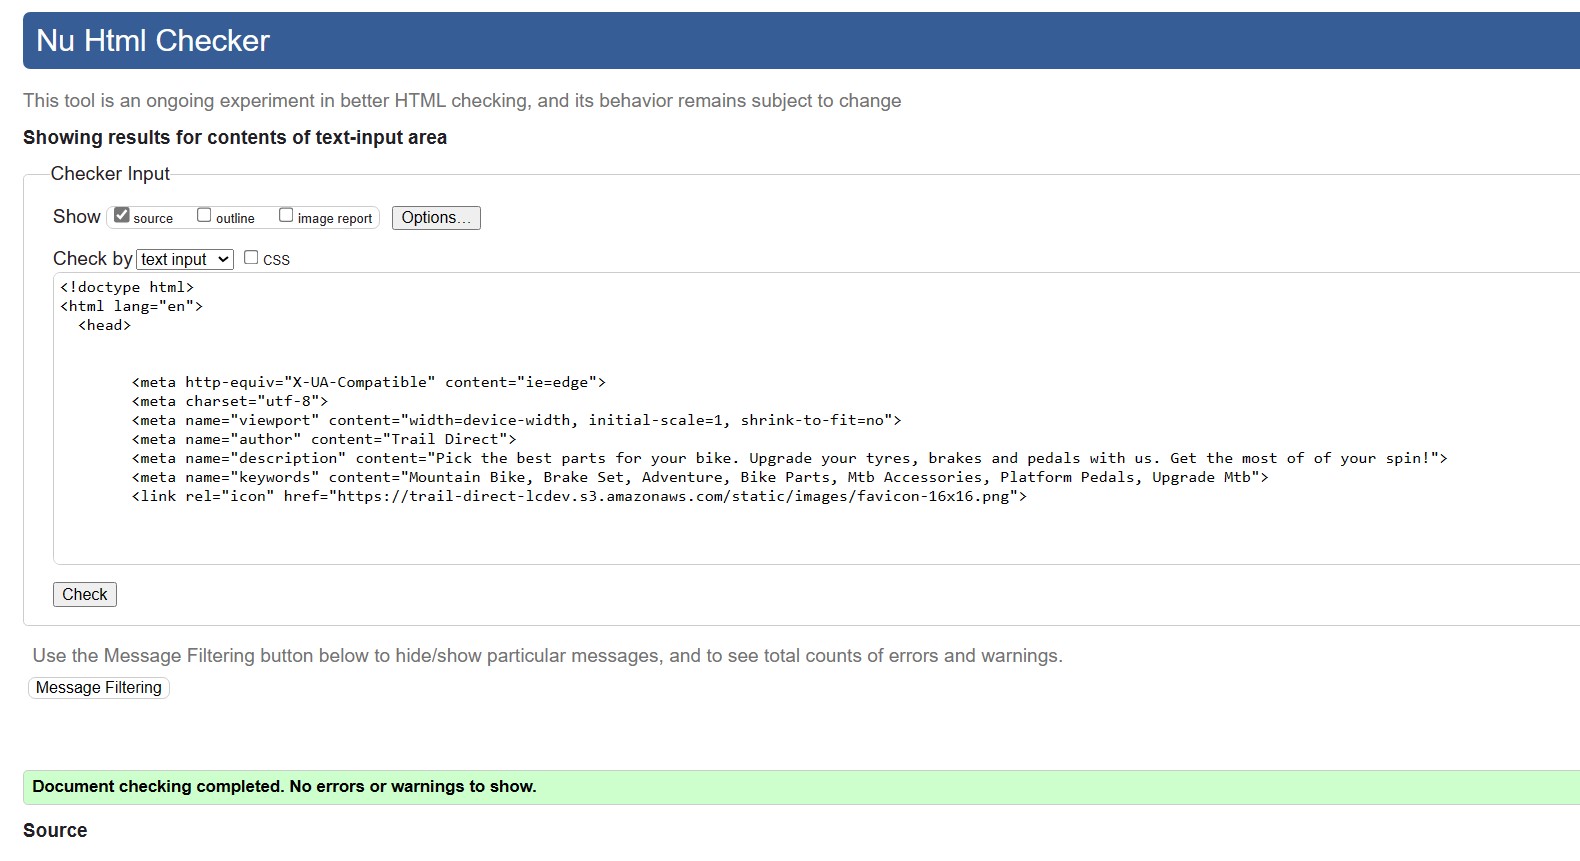 Nu Html Checker
This tool is an ongoing experiment in better HTML checking, and its behavior remains subject to change
Showing results for contents of text-input area
Checker Input
Show source outline image report Options...
Check by text input CSS
<!doctype html>
<html lang="en">
<head>
<meta http-equiv="X-UA-Compatible" content="ie=edge">
<meta charset="utf-8">
<meta name="viewport" content="width=device-width, initial-scale=1, shrink-to-fit=no">
<meta name="author" content="Trail Direct">
<meta name="description" content="Pick the best parts for your bike. Upgrade your tyres, brakes and pedals with us. Get the most of of your spin!">
<meta name="keywords" content="Mountain Bike, Brake Set, Adventure, Bike Parts, Mtb Accessories, Platform Pedals, Upgrade Mtb">
<link rel="icon" href="https://trail-direct-lcdev.s3.amazonaws.com/static/images/favicon-16x16.png">
Check
Use the Message Filtering button below to hide/show particular messages, and to see total counts of errors and warnings.
Message Filtering
Document checking completed. No errors or warnings to show.
Source